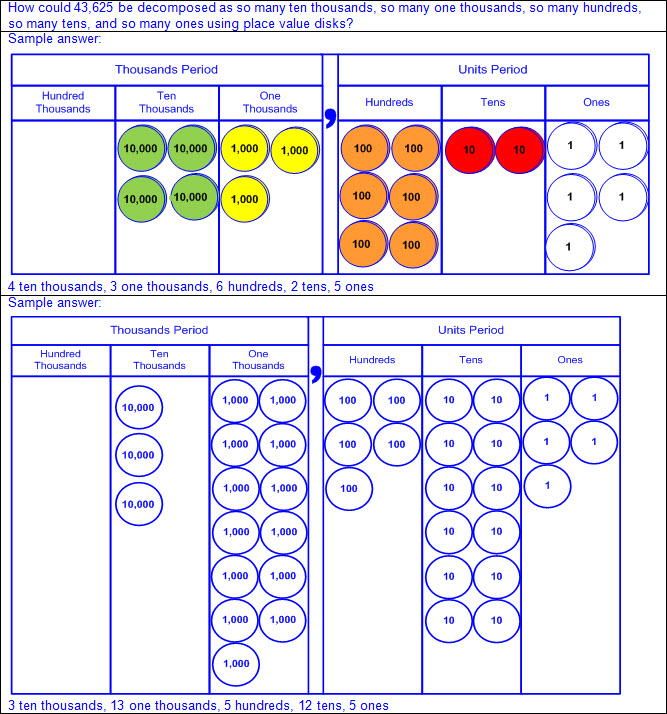 How could 43,625 be decomposed as so many ten thousands, so many one thousands, so many hundreds,
so many tens, and so many ones using place value disks?
Sample answer:
Thousands Period
Units Period
Hundred Thousands
Ten Thousands
One Thousands
,
Hundreds
Tens
Ones
10,000 10,000 1,000 1,000 100 100 10 10 1 1
10,000 10,000 1,000 100 100 1 1
100 100 1
4 ten thousands, 3 one thousands, 6 hundreds, 2 tens, 5 ones
Sample answer:
Thousands Period
Units Period
Hundred Thousands
Ten Thousands
One Thousands
,
Hundreds
Tens
Ones
10,000 1,000 1,000 100 100 10 10 1 1
10,000 1,000 1,000 100 100 10 10 1 1
10,000 1,000 1,000 100 10 10 1
1,000 1,000 10 10
1,000 1,000 10 10
1,000 1,000 10 10
1,000
3 ten thousands, 13 one thousands, 5 hundreds, 12 tens, 5 ones